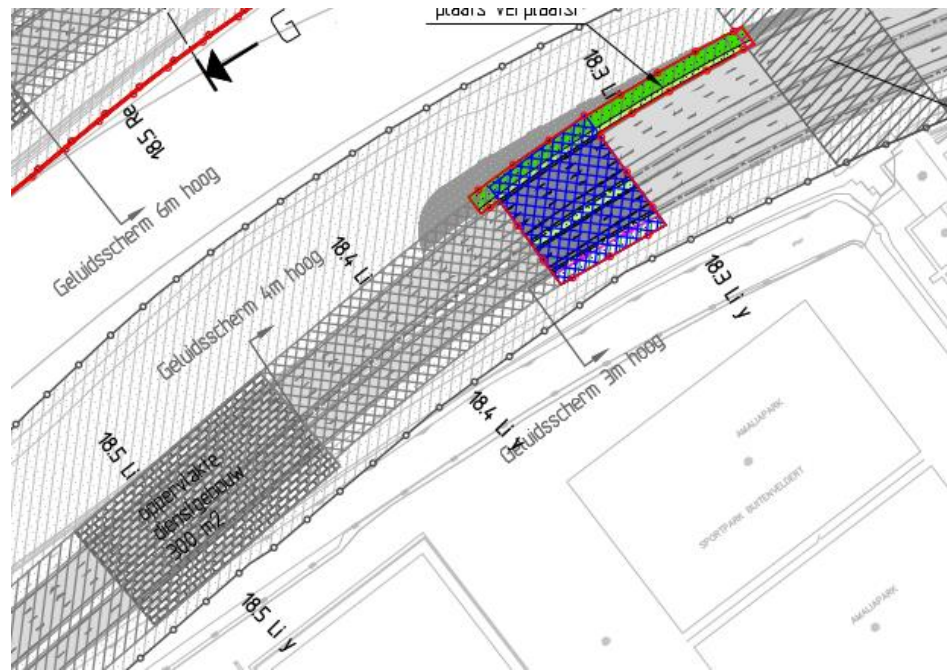 plaats verplaatst
G
18.3 Li
18.5 Re
Geluidsscherm 6m hoog
18.4 Li
Geluidsscherm 4m hoog
18.3 Li y
Geluidsscherm 3m hoog
18.4 Li y
18.5 Li
oppervlakte
dienstgebouw
300 m2
18.5 Li y
AMALIAPARK
SPORTPARK BUITENVELDERT
AMALIAPARK